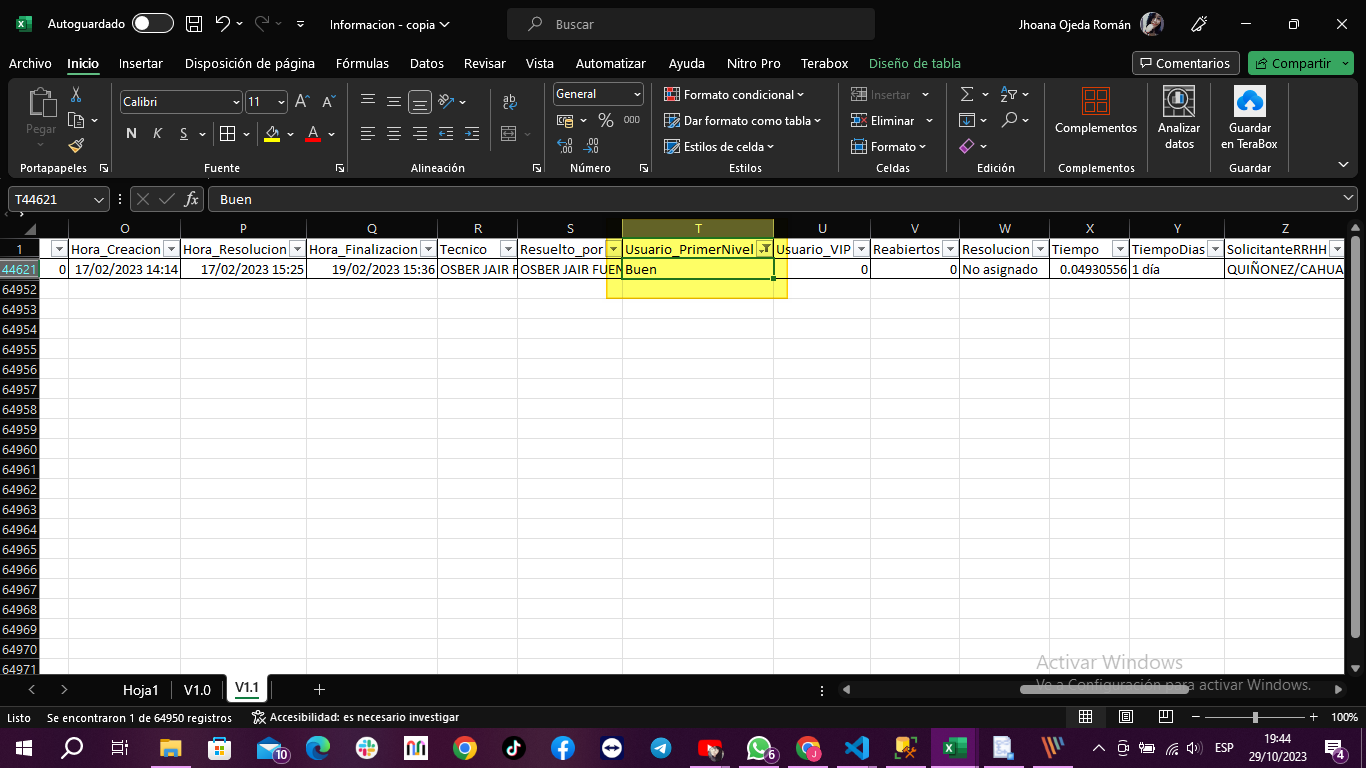 Autoguardado
Informacion - copia
Buscar
Jhoana Ojeda Román
Archivo Inicio Insertar Disposición de página Fórmulas Datos Revisar Vista Automatizar Ayuda Nitro Pro Terabox Diseño de tabla
Comentarios Compartir
Pegar
Portapapeles
Calibri 11
N K S
Fuente
Alineación
General
% 000
Número
Formato condicional
Dar formato como tabla
Estilos de celda
Estilos
Insertar
Eliminar
Formato
Celdas
Edición
Complementos
Complementos
Analizar
datos
Guardar
en TeraBox
Guardar
T44621 fx Buen
O P Q R S T U V W X Y Z
1 Hora_Creacion Hora_Resolucion Hora_Finalizacion Tecnico Resuelto_por Usuario_PrimerNivel Usuario_VIP Reabiertos Resolucion Tiempo TiempoDias SolicitanteRRHH
44621 0 17/02/2023 14:14 17/02/2023 15:25 19/02/2023 15:36 OSBER JAIR F OSBER JAIR FUEN Buen 0 0 No asignado 0.04930556 1 día QUIÑONEZ/CAHUA
64952
64953
64954
64955
64956
64957
64958
64959
64960
64961
64962
64963
64964
64965
64966
64967
64968
64969
64970
64971
Activar Windows
Ve a Configuración para activar Windows.
Hoja1 V1.0 V1.1
Listo Se encontraron 1 de 64950 registros Accesibilidad: es necesario investigar
100%
10
6
ESP
19:44
29/10/2023
4